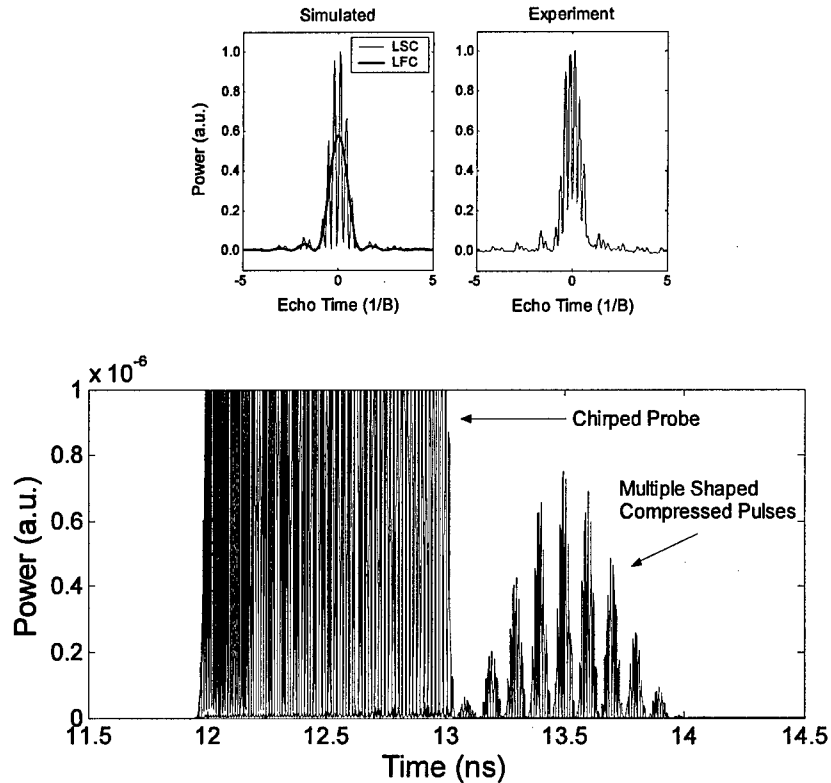 Simulated
Experiment
LSC
LFC
Power (a.u.)
1.0
0.8
0.6
0.4
0.2
0.0
1.0
0.8
0.6
0.4
0.2
0.0
-5 0 5
-5 0 5
Echo Time (1/B)
Echo Time (1/B)
1 x 10^-6
Chirped Probe
Multiple Shaped
Compressed Pulses
Power (a.u.)
0.8
0.6
0.4
0.2
0
11.5 12 12.5 13 13.5 14 14.5
Time (ns)